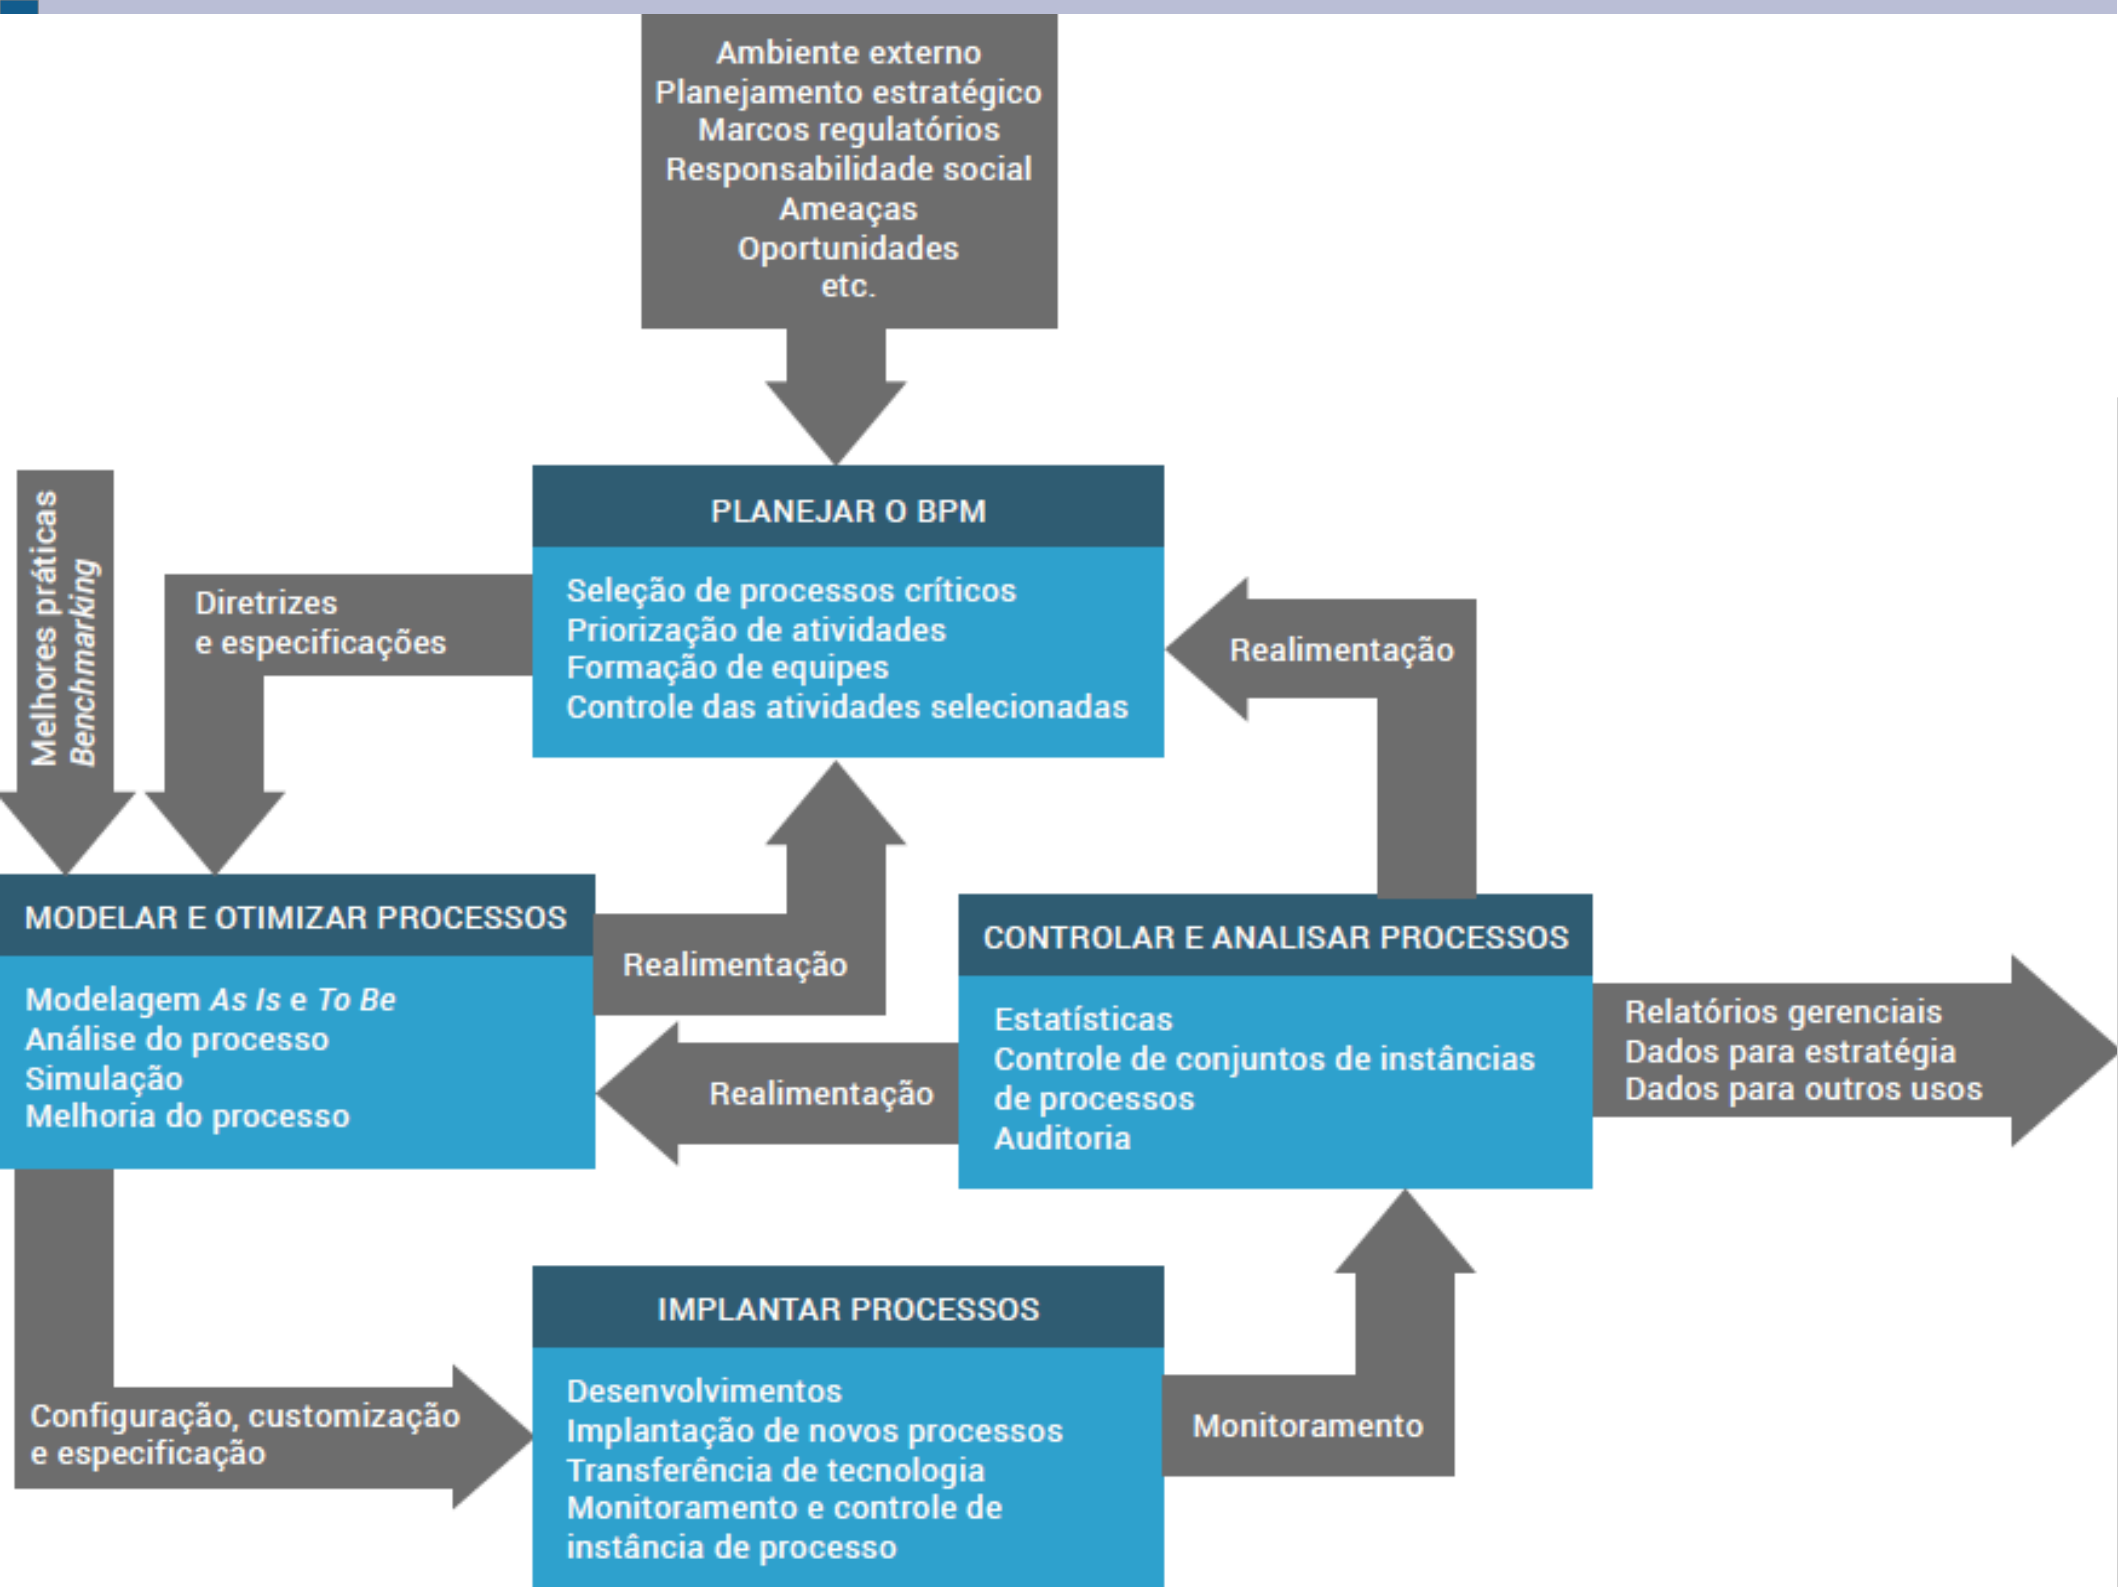 Ambiente externo
Planejamento estratégico
Marcos regulatórios
Responsabilidade social
Ameaças
Oportunidades
etc.
PLANEJAR O BPM
Seleção de processos críticos
Priorização de atividades
Formação de equipes
Controle das atividades selecionadas
Melhores práticas
Benchmarking
Diretrizes
e especificações
Realimentação
MODELAR E OTIMIZAR PROCESSOS
Modelagem As Is e To Be
Análise do processo
Simulação
Melhoria do processo
Realimentação
Realimentação
CONTROLAR E ANALISAR PROCESSOS
Estatísticas
Controle de conjuntos de instâncias
de processos
Auditoria
Relatórios gerenciais
Dados para estratégia
Dados para outros usos
Configuração, customização
e especificação
IMPLANTAR PROCESSOS
Desenvolvimentos
Implantação de novos processos
Transferência de tecnologia
Monitoramento e controle de
instância de processo
Monitoramento